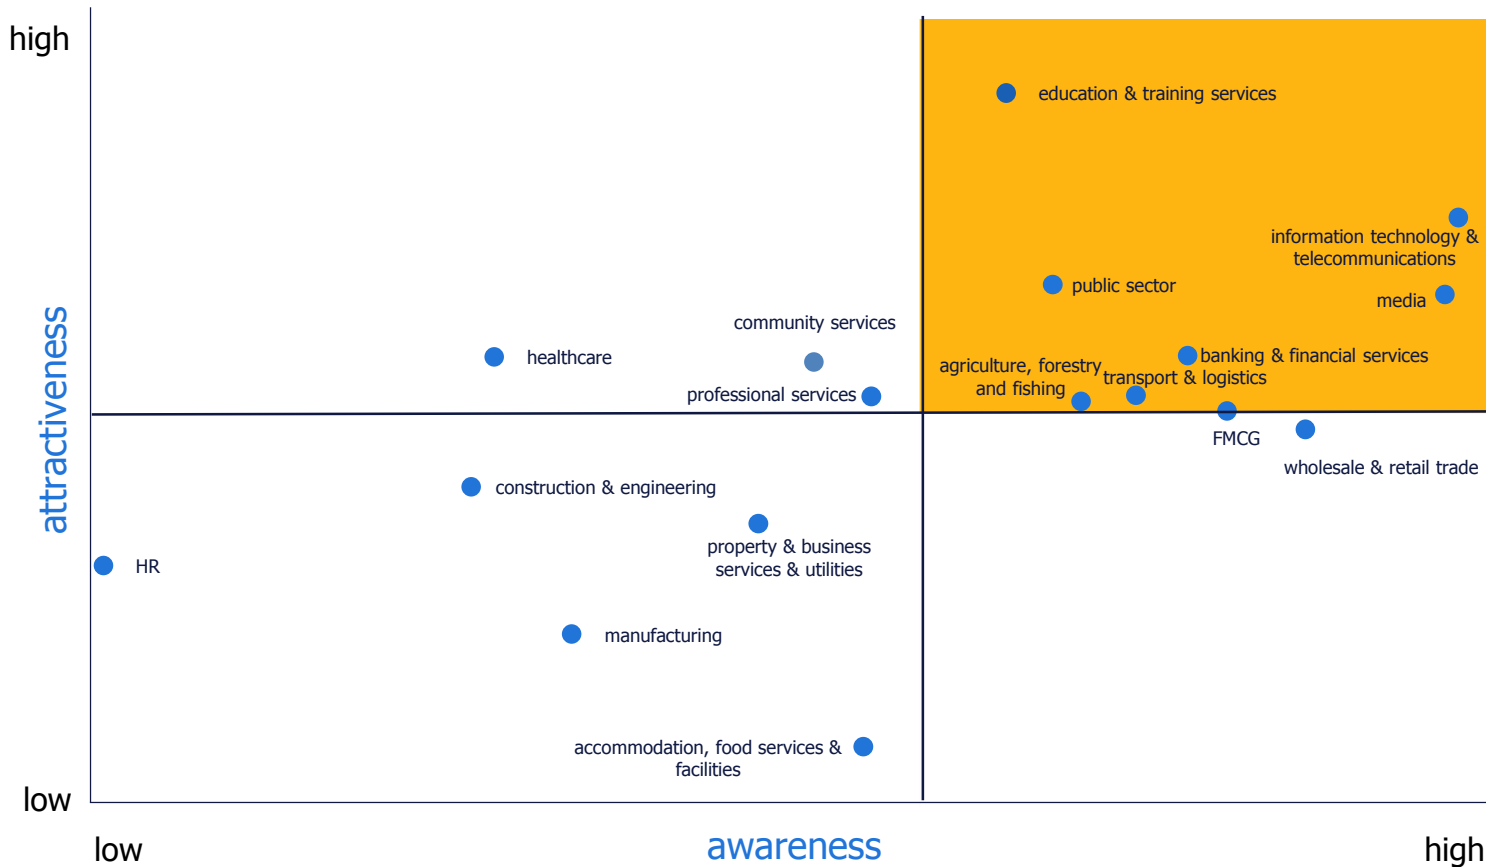 high
education & training services
information technology &
telecommunications
public sector
media
community services
healthcare
banking & financial services
agriculture, forestry
and fishing
transport & logistics
professional services
FMCG
wholesale & retail trade
attractiveness
construction & engineering
property & business
services & utilities
HR
manufacturing
accommodation, food services &
facilities
low
low
awareness
high